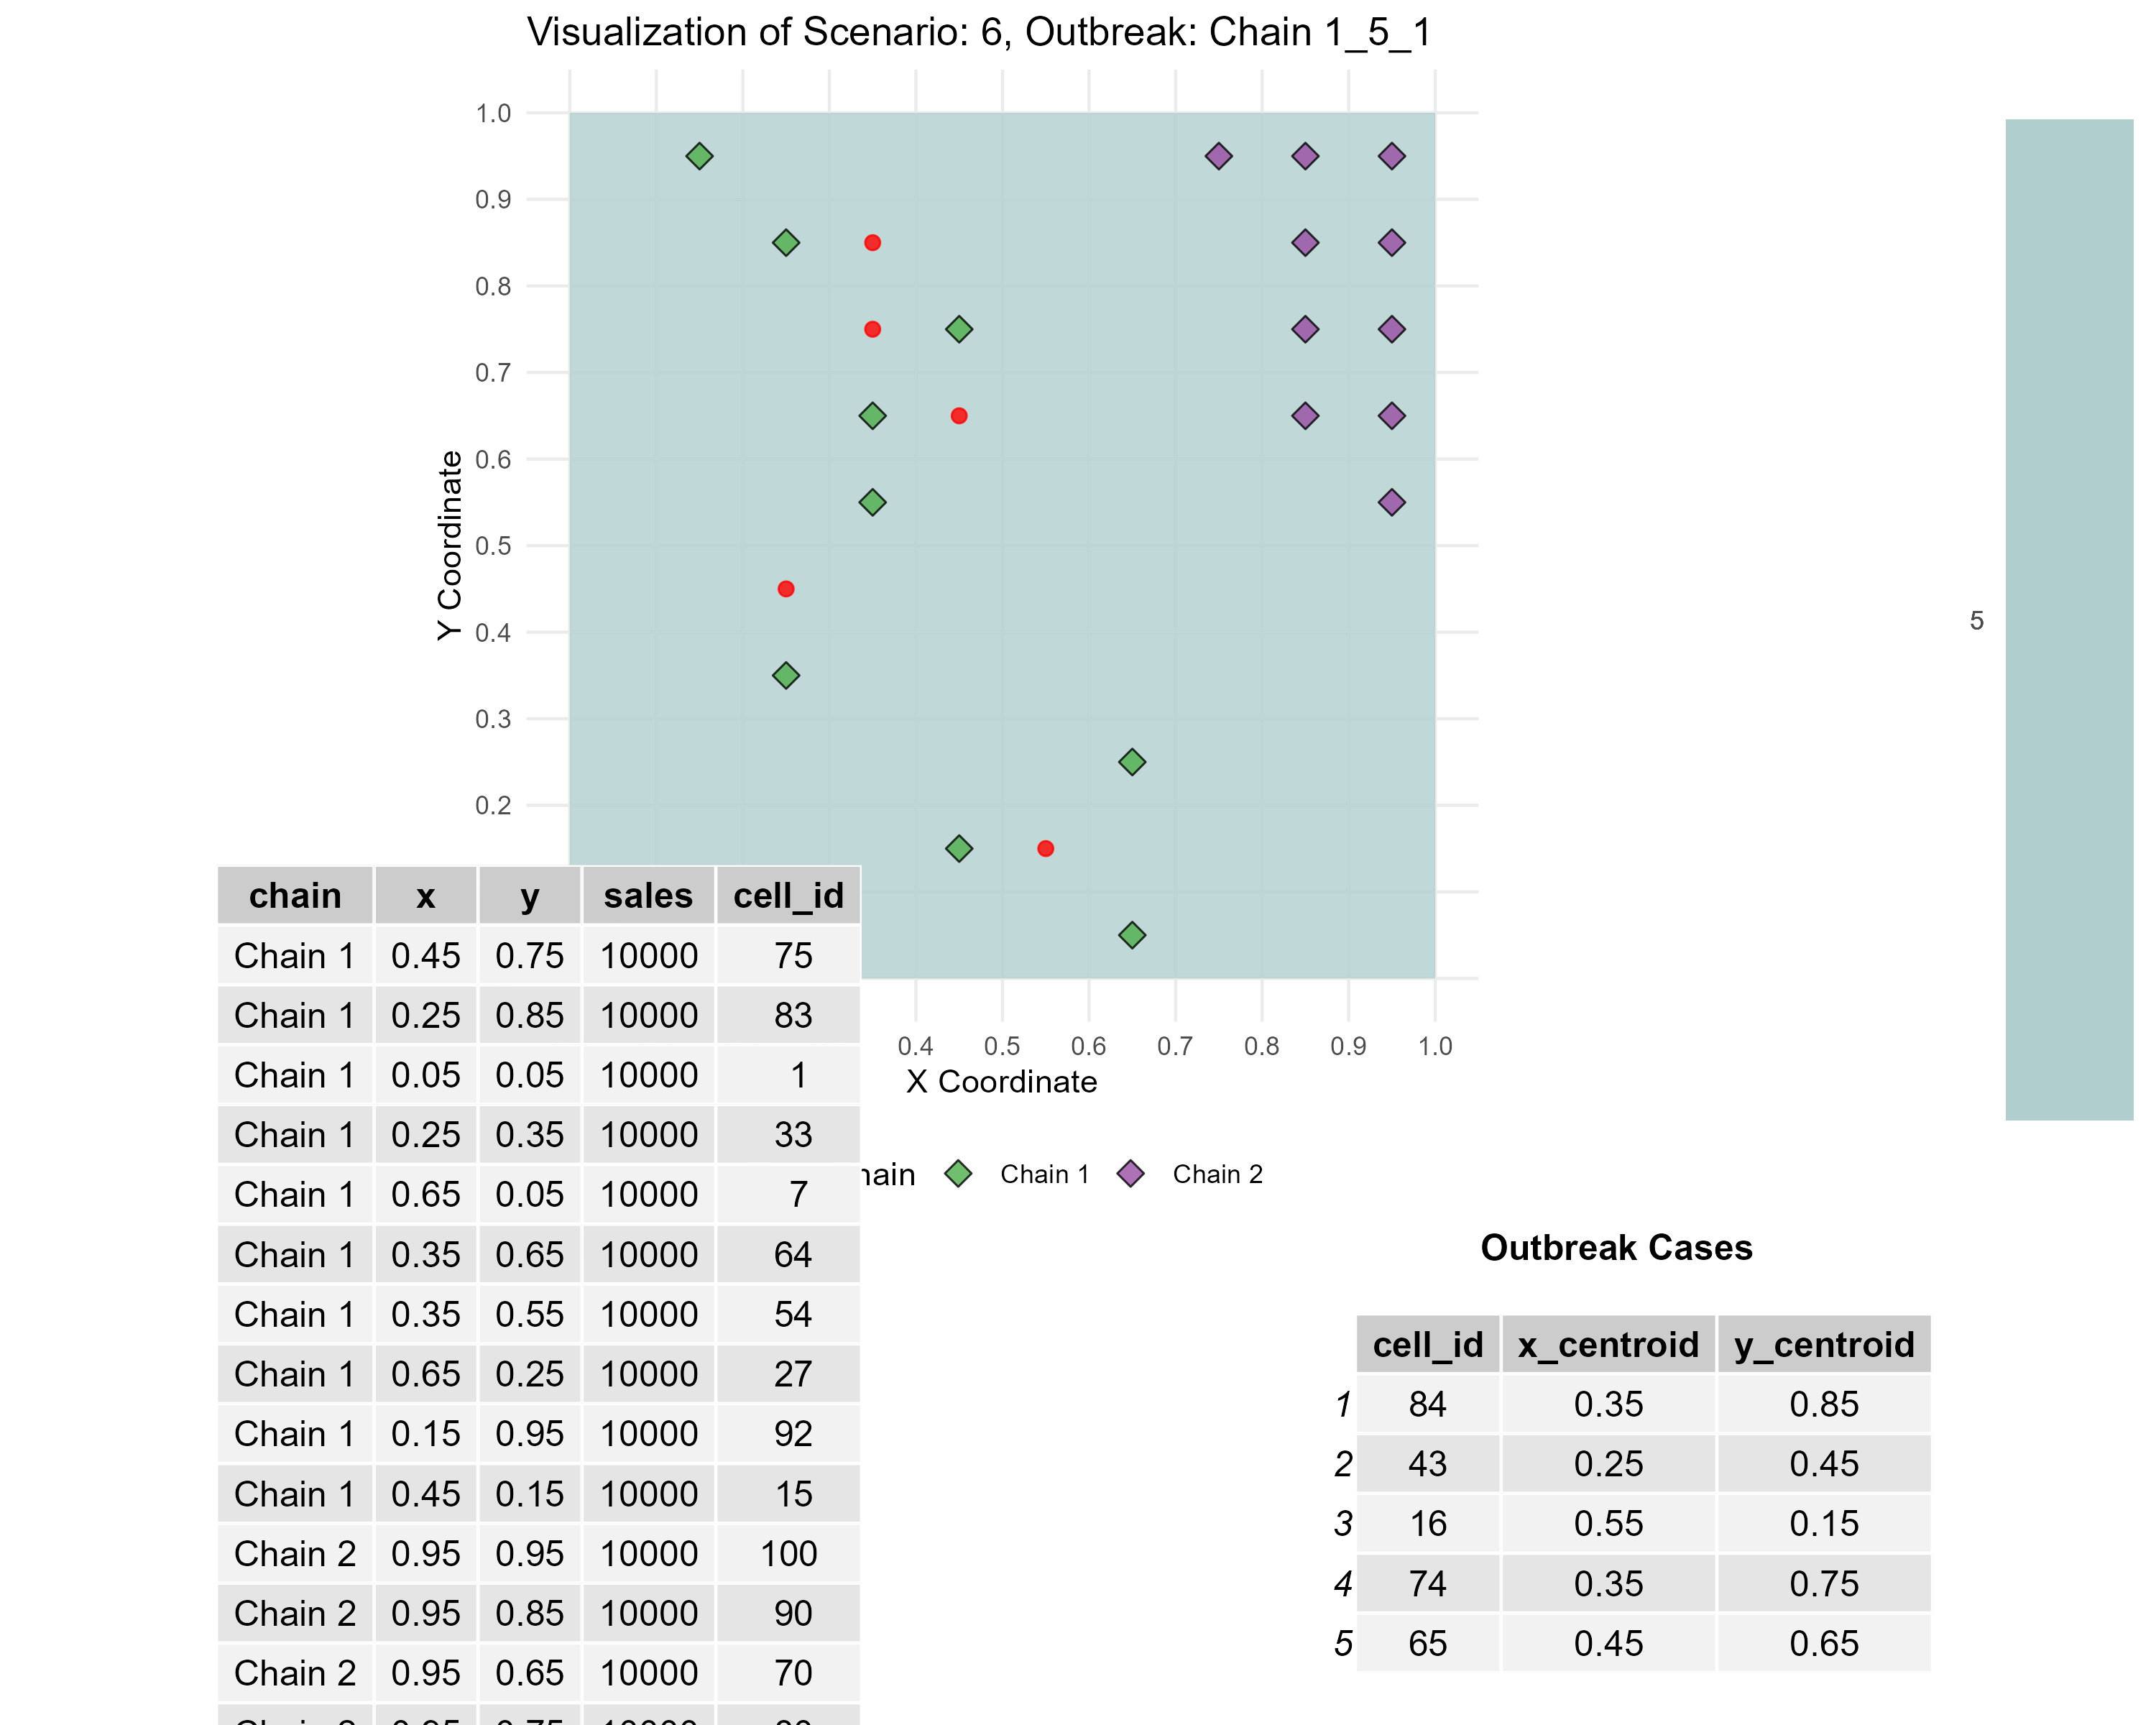 Visualization of Scenario: 6, Outbreak: Chain 1_5_1
1.0
0.9
0.8
0.7
0.6
0.5
0.4
0.3
0.2
Y Coordinate
5
0.4 0.5 0.6 0.7 0.8 0.9 1.0
X Coordinate
Chain 1 Chain 2
chain x y sales cell_id
Chain 1 0.45 0.75 10000 75
Chain 1 0.25 0.85 10000 83
Chain 1 0.05 0.05 10000 1
Chain 1 0.25 0.35 10000 33
Chain 1 0.65 0.05 10000 7
Chain 1 0.35 0.65 10000 64
Chain 1 0.35 0.55 10000 54
Chain 1 0.65 0.25 10000 27
Chain 1 0.15 0.95 10000 92
Chain 1 0.45 0.15 10000 15
Chain 2 0.95 0.95 10000 100
Chain 2 0.95 0.85 10000 90
Chain 2 0.95 0.65 10000 70
Outbreak Cases
cell_id x_centroid y_centroid
1 84 0.35 0.85
2 43 0.25 0.45
3 16 0.55 0.15
4 74 0.35 0.75
5 65 0.45 0.65